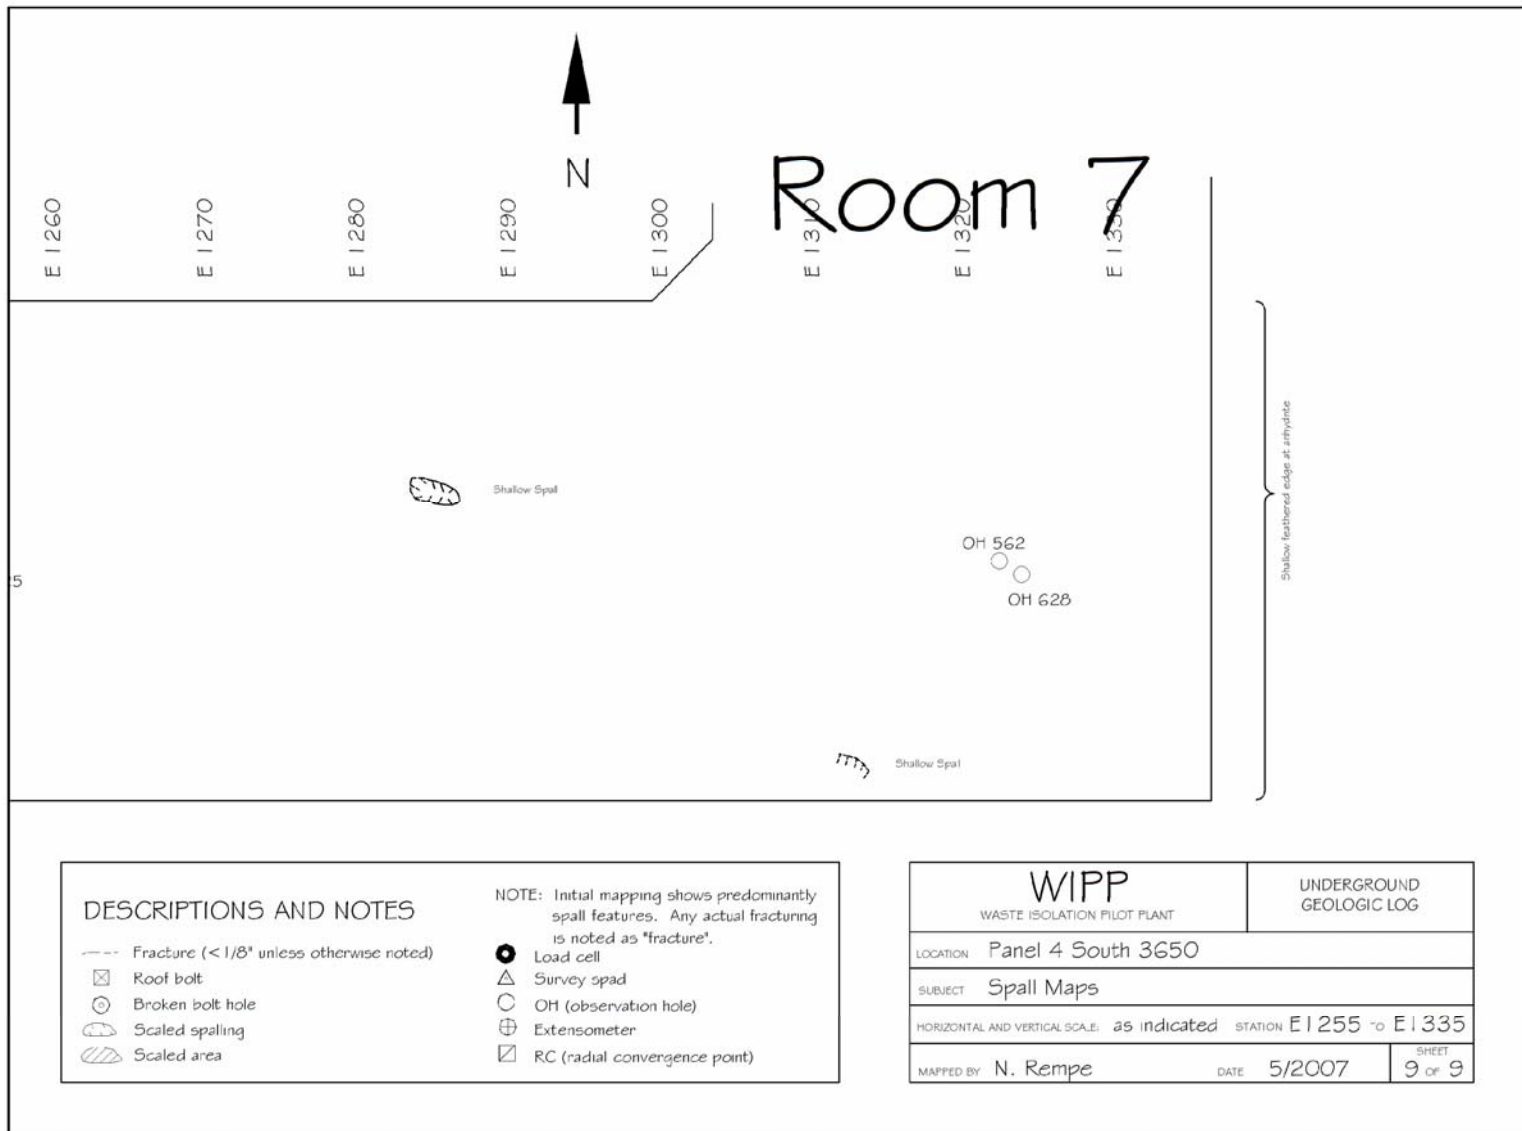 N
Room 7
E 1260
E 1270
E 1280
E 1290
E 1300
E 1310
E 1320
E 1330
Shallow Spall
OH 562
OH 628
Shallow feathered edge at anhydrite
Shallow Spall
DESCRIPTIONS AND NOTES
Fracture (<1/8" unless otherwise noted)
Roof bolt
Broken bolt hole
Scaled spalling
Scaled area
NOTE: Initial mapping shows predominantly
spall features. Any actual fracturing
is noted as "fracture".
Load cell
Survey spad
OH (observation hole)
Extensometer
RC (radial convergence point)
WIPP
WASTE ISOLATION PILOT PLANT
UNDERGROUND
GEOLOGIC LOG
LOCATION Panel 4 South 3650
SUBJECT Spall Maps
HORIZONTAL AND VERTICAL SCALE: as indicated STATION E1255 TO E1335
MAPPED BY N. Rempe DATE 5/2007
SHEET
9 OF 9